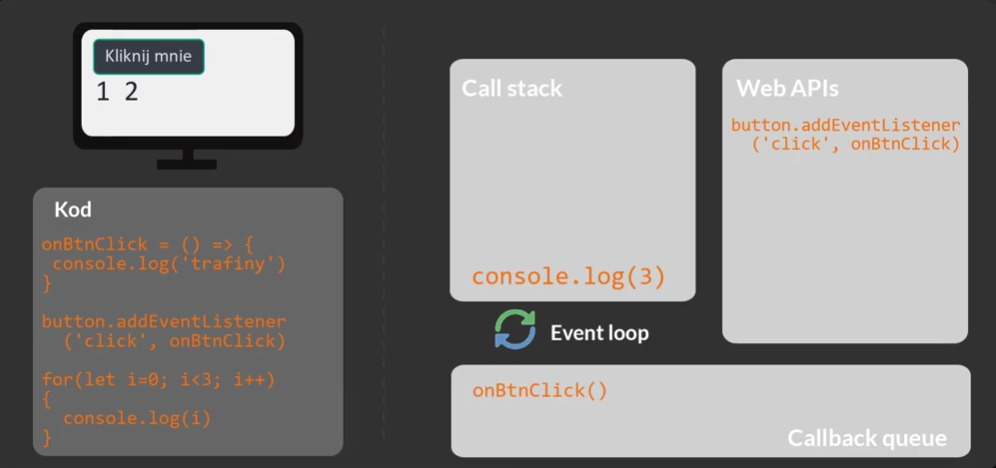 Kliknij mnie
1 2
Kod
onBtnClick = () => {
console.log('trafiny')
}
button.addEventListener
('click', onBtnClick)
for(let i=0; i<3; i++)
{
console.log(i)
}
Call stack
console.log(3)
Web APIs
button.addEventListener
('click', onBtnClick)
Event loop
onBtnClick()
Callback queue